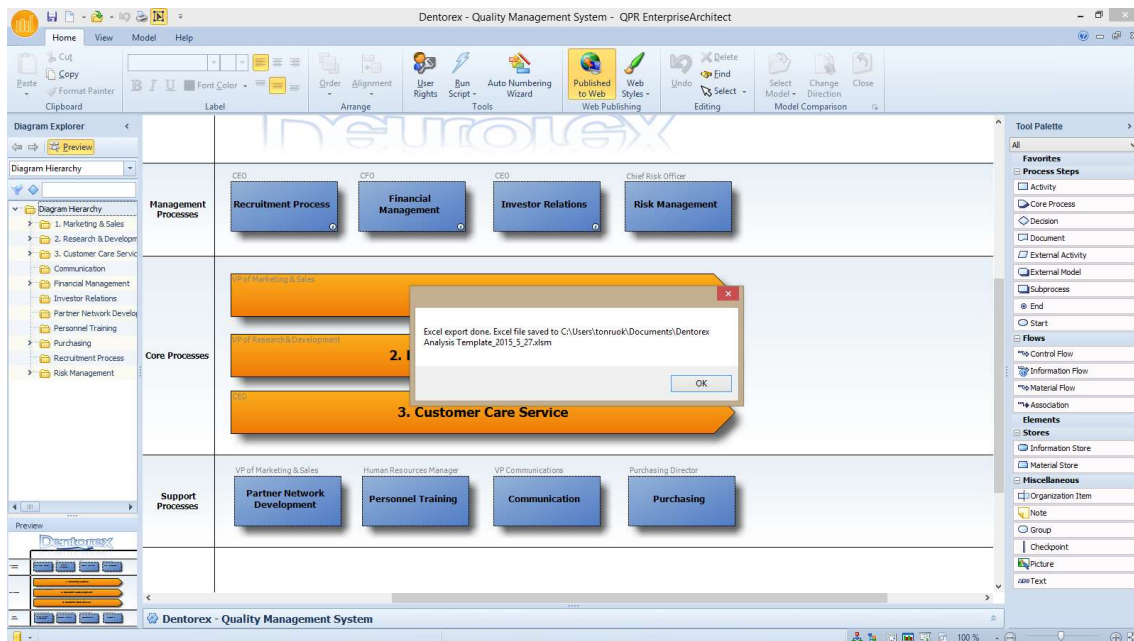 Dentorex - Quality Management System - QPR EnterpriseArchitect
Home View Model Help
Paste
Cut
Copy
Format Painter
Clipboard
B I U Font Color
Label
Order Alignment
Arrange
User Rights
Run Script
Auto Numbering Wizard
Tools
Published to Web
Web Styles
Web Publishing
Undo
Delete
Find
Select
Editing
Select Model
Change Direction
Close
Model Comparison
Diagram Explorer
Preview
Diagram Hierarchy
Diagram Hierarchy
1. Marketing & Sales
2. Research & Developm
3. Customer Care Servic
Communication
Financial Management
Investor Relations
Partner Network Develop
Personnel Training
Purchasing
Recruitment Process
Risk Management
Preview
Dentorex
Dentorex
Management
Processes
CEO
Recruitment Process
CFO
Financial
Management
CEO
Investor Relations
Chief Risk Officer
Risk Management
Core Processes
VP of Marketing & Sales
VP of Research & Development
2.
CEO
3. Customer Care Service
Excel export done. Excel file saved to C:\Users\tonruok\Documents\Dentorex
Analysis Template_2015_5_27.xlsm
OK
Support
Processes
VP of Marketing & Sales
Partner Network
Development
Human Resources Manager
Personnel Training
VP Communications
Communication
Purchasing Director
Purchasing
Dentorex - Quality Management System
Tool Palette
All
Favorites
Process Steps
Activity
Core Process
Decision
Document
External Activity
External Model
Subprocess
End
Start
Flows
Control Flow
Information Flow
Material Flow
Association
Elements
Stores
Information Store
Material Store
Miscellaneous
Organization Item
Note
Group
Checkpoint
Picture
Text
100 %